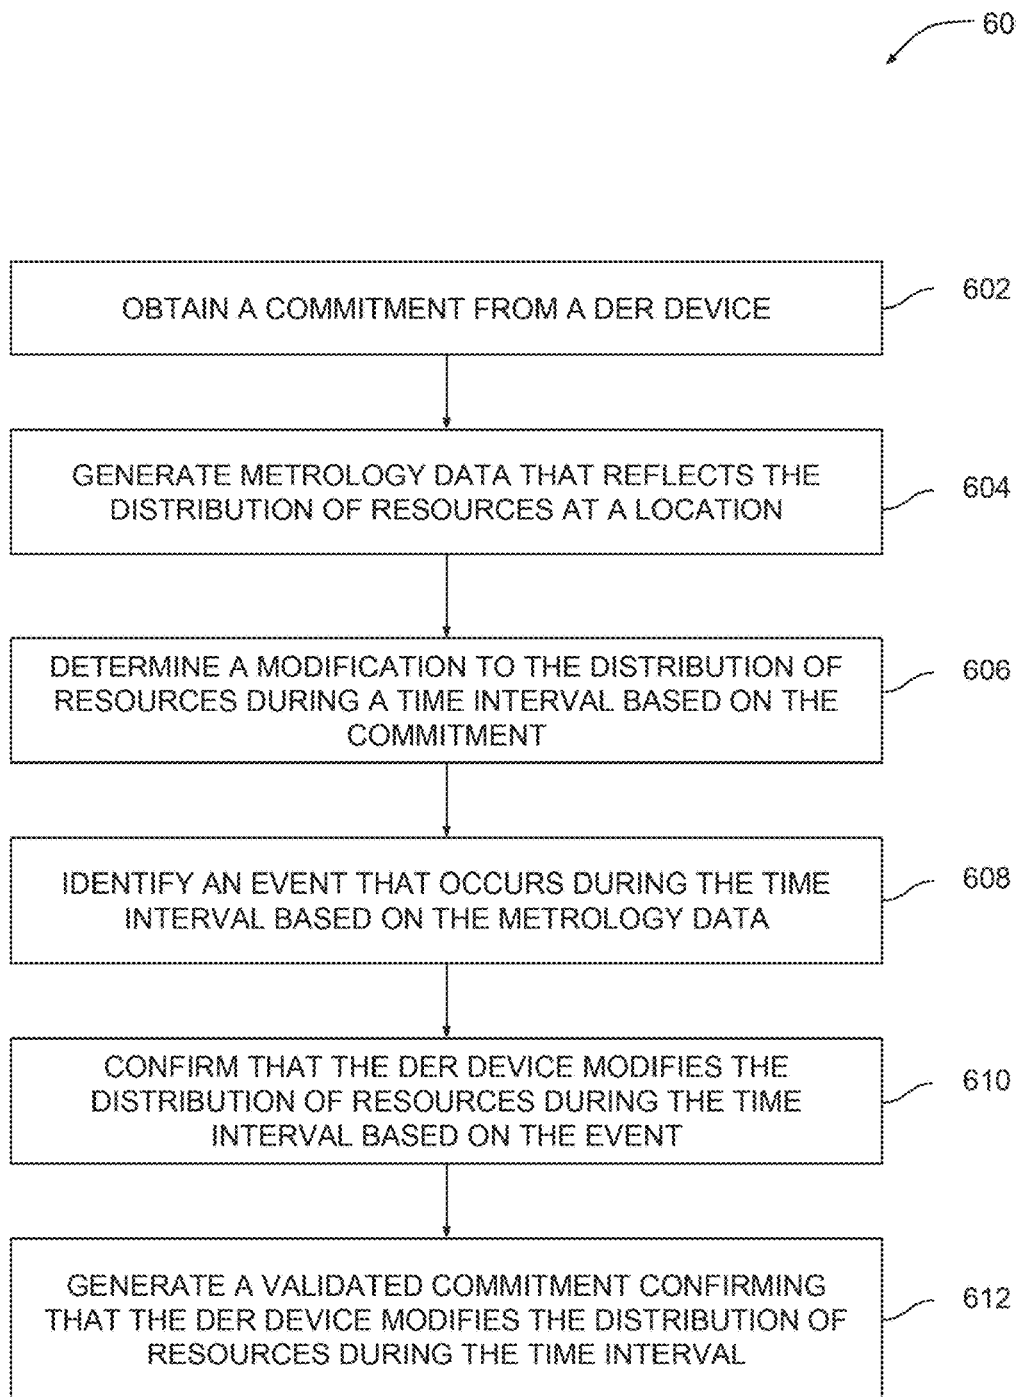 60
OBTAIN A COMMITMENT FROM A DER DEVICE
602
GENERATE METROLOGY DATA THAT REFLECTS THE
DISTRIBUTION OF RESOURCES AT A LOCATION
604
DETERMINE A MODIFICATION TO THE DISTRIBUTION OF
RESOURCES DURING A TIME INTERVAL BASED ON THE
COMMITMENT
606
IDENTIFY AN EVENT THAT OCCURS DURING THE TIME
INTERVAL BASED ON THE METROLOGY DATA
608
CONFIRM THAT THE DER DEVICE MODIFIES THE
DISTRIBUTION OF RESOURCES DURING THE TIME
INTERVAL BASED ON THE EVENT
610
GENERATE A VALIDATED COMMITMENT CONFIRMING
THAT THE DER DEVICE MODIFIES THE DISTRIBUTION OF
RESOURCES DURING THE TIME INTERVAL
612